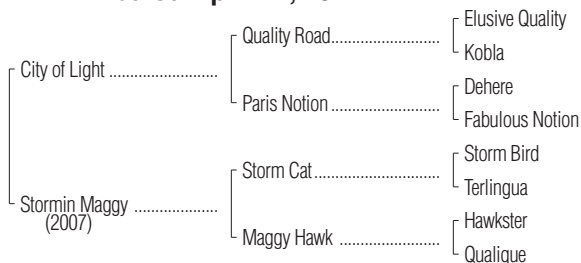 Elusive Quality
Quality Road
Kobla
City of Light
Dehere
Paris Notion
Fabulous Notion
Storm Bird
Storm Cat
Terlingua
Stormin Maggy
(2007)
Hawkster
Maggy Hawk
Qualique